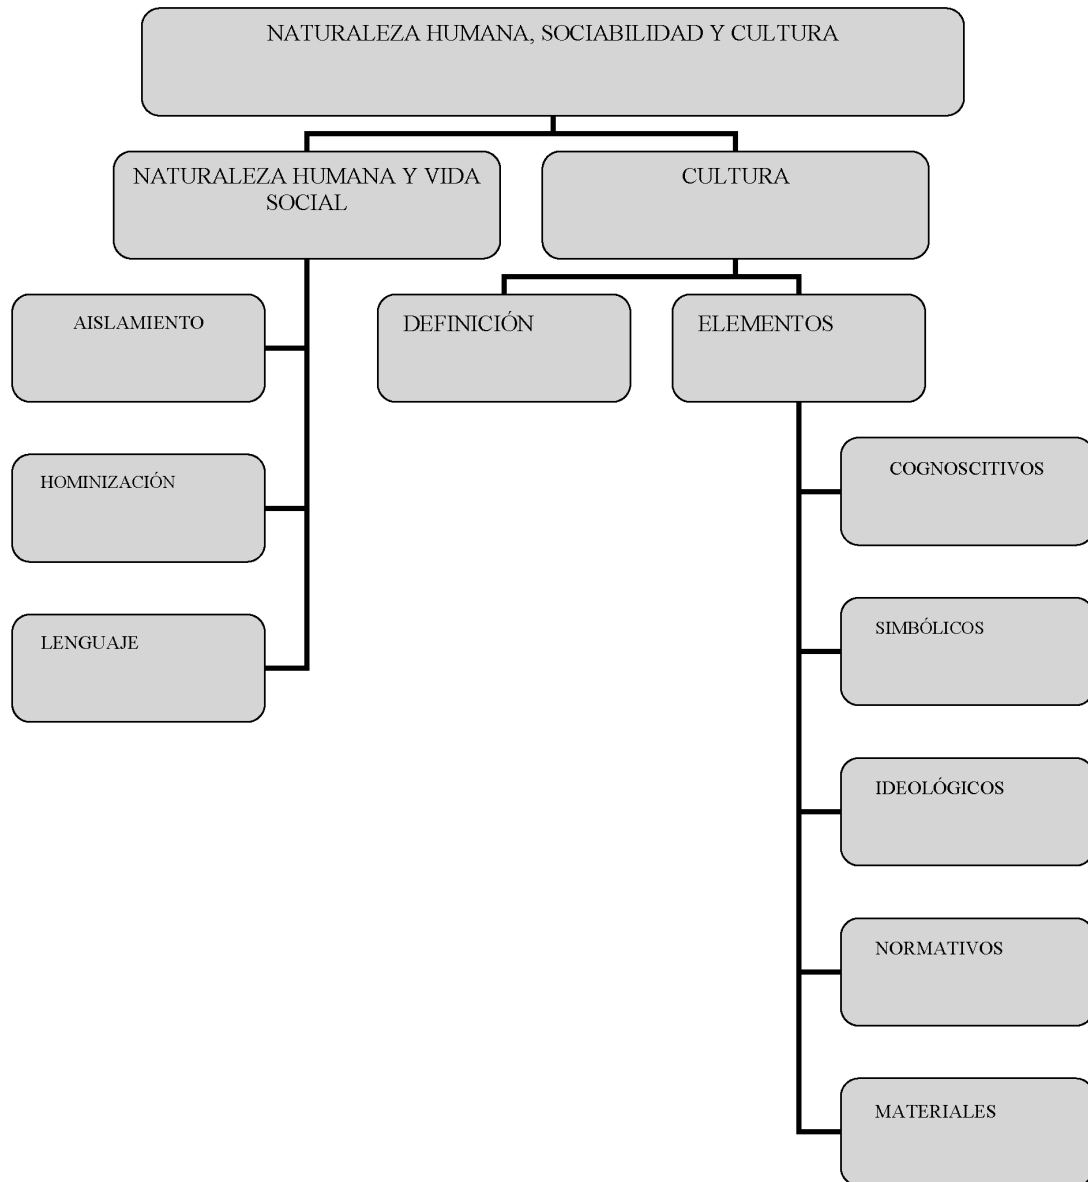 NATURALEZA HUMANA, SOCIABILIDAD Y CULTURA
NATURALEZA HUMANA Y VIDA
SOCIAL
CULTURA
AISLAMIENTO
DEFINICIÓN
ELEMENTOS
HOMINIZACIÓN
COGNOSCITIVOS
LENGUAJE
SIMBÓLICOS
IDEOLÓGICOS
NORMATIVOS
MATERIALES